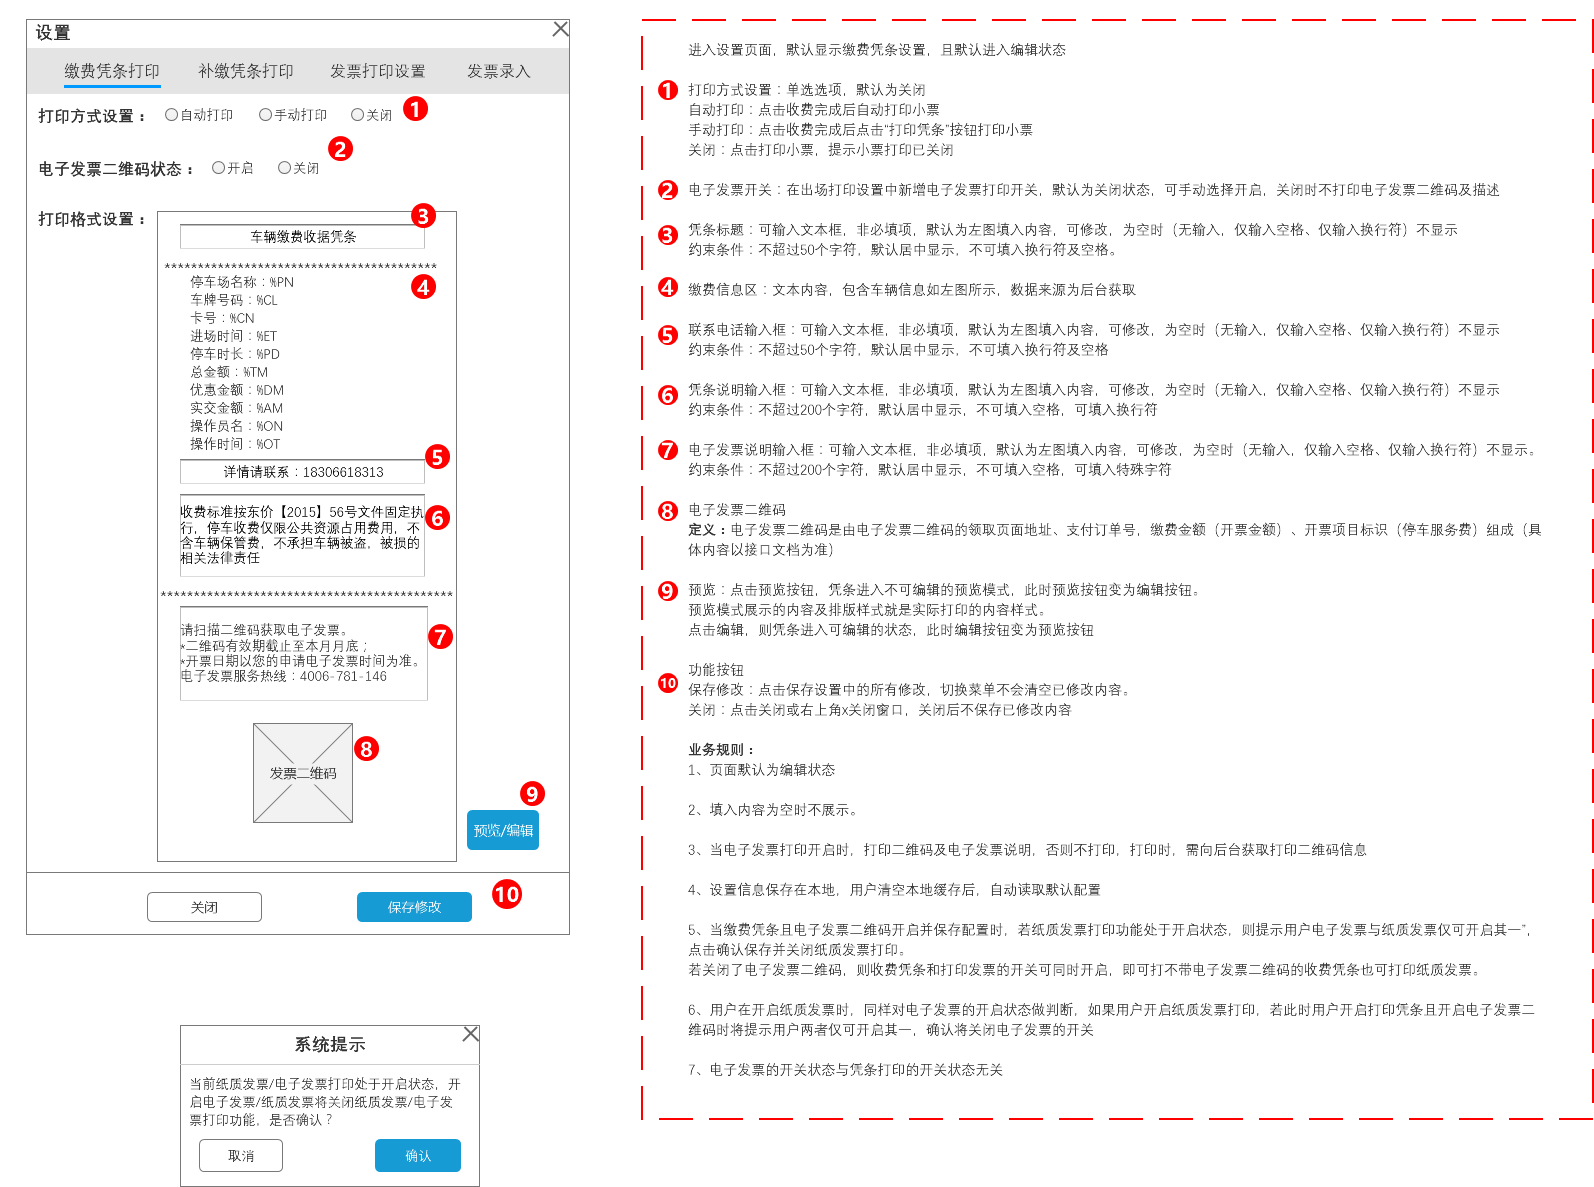 设置
缴费凭条打印 补缴凭条打印 发票打印设置 发票录入
打印方式设置： 自动打印 手动打印 关闭 1
电子发票二维码状态： 开启 关闭 2
打印格式设置：
3
车辆缴费收据凭条
*****************************************
4
停车场名称：%PN
车牌号码：%CL
卡号：%CN
进场时间：%ET
停车时长：%PD
总金额：%TM
优惠金额：%DM
实交金额：%AM
操作员名：%ON
操作时间：%OT
5
详情请联系：18306618313
收费标准按东价【2015】56号文件固定执
行，停车收费仅限公共资源占用费用，不
含车辆保管费，不承担车辆被盗，被损的
相关法律责任
6
********************************************
请扫描二维码获取电子发票。
*二维码有效期截止至本月月底；
*开票日期以您的申请电子发票时间为准。
电子发票服务热线：4006-781-146
7
发票二维码
8
9
预览/编辑
10
关闭 保存修改
系统提示
当前纸质发票/电子发票打印处于开启状态，开
启电子发票/纸质发票将关闭纸质发票/电子发
票打印功能，是否确认？
取消 确认
进入设置页面，默认显示缴费凭条设置，且默认进入编辑状态
1 打印方式设置：单选选项，默认为关闭
自动打印：点击收费完成后自动打印小票
手动打印：点击收费完成后点击“打印凭条”按钮打印小票
关闭：点击打印小票，提示小票打印已关闭
2 电子发票开关：在出场打印设置中新增电子发票打印开关，默认为关闭状态，可手动选择开启，关闭时不打印电子发票二维码及描述
3 凭条标题：可输入文本框，非必填项，默认为左图填入内容，可修改，为空时（无输入，仅输入空格、仅输入换行符）不显示
约束条件：不超过50个字符，默认居中显示，不可填入换行符及空格。
4 缴费信息区：文本内容，包含车辆信息如左图所示，数据来源为后台获取
5 联系电话输入框：可输入文本框，非必填项，默认为左图填入内容，可修改，为空时（无输入，仅输入空格、仅输入换行符）不显示
约束条件：不超过50个字符，默认居中显示，不可填入换行符及空格
6 凭条说明输入框：可输入文本框，非必填项，默认为左图填入内容，可修改，为空时（无输入，仅输入空格、仅输入换行符）不显示
约束条件：不超过200个字符，默认居中显示，不可填入空格，可填入换行符
7 电子发票说明输入框：可输入文本框，非必填项，默认为左图填入内容，可修改，为空时（无输入，仅输入空格、仅输入换行符）不显示。
约束条件：不超过200个字符，默认居中显示，不可填入空格，可填入特殊字符
8 电子发票二维码
定义：电子发票二维码是由电子发票二维码的领取页面地址、支付订单号，缴费金额（开票金额）、开票项目标识（停车服务费）组成（具
体内容以接口文档为准）
9 预览：点击预览按钮，凭条进入不可编辑的预览模式，此时预览按钮变为编辑按钮。
预览模式展示的内容及排版样式就是实际打印的内容样式。
点击编辑，则凭条进入可编辑的状态，此时编辑按钮变为预览按钮
功能按钮
10 保存修改：点击保存设置中的所有修改，切换菜单不会清空已修改内容。
关闭：点击关闭或右上角x关闭窗口，关闭后不保存已修改内容
业务规则：
1、页面默认为编辑状态
2、填入内容为空时不展示。
3、当电子发票打印开启时，打印二维码及电子发票说明，否则不打印，打印时，需向后台获取打印二维码信息
4、设置信息保存在本地，用户清空本地缓存后，自动读取默认配置
5、当缴费凭条且电子发票二维码开启并保存配置时，若纸质发票打印功能处于开启状态，则提示用户电子发票与纸质发票仅可开启其一”，
点击确认保存并关闭纸质发票打印。
若关闭了电子发票二维码，则收费凭条和打印发票的开关可同时开启，即可打不带电子发票二维码的收费凭条也可打印纸质发票。
6、用户在开启纸质发票时，同样对电子发票的开启状态做判断，如果用户开启纸质发票打印，若此时用户开启打印凭条且开启电子发票二
维码时将提示用户两者仅可开启其一，确认将关闭电子发票的开关
7、电子发票的开关状态与凭条打印的开关状态无关